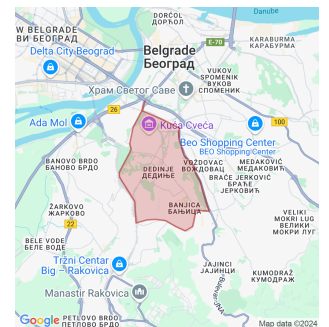 DORĆOL
ДОРЋОЛ
Danube
W BELGRADE
ВИ БЕОГРАД
E-70
KARABURMA
КАРАБУРМА
Delta City Beograd
Belgrade
Београд
VUKOV
SPOMENIK
ВУКОВ
СПОМЕНИК
Храм Светог Саве
26
Ada Mol
Kuća Cveća
100
Beo Shopping Center
BEO Shopping Center
BANOVO BRDO
БАНОВО БРДО
VOŽDOVAC
ВОЖДОВАЦ
MEDAKOVIĆ
МЕДАКОВИЋ
DEDINJE
ДЕДИЊЕ
BRAĆE JERKOVIĆ
БРАЋЕ
ЈЕРКОВИЋ
ŽARKOVO
ЖАРКОВО
BANJICA
БАЊИЦА
22
VELIKI
MOKRI LUG
ВЕЛИКИ
МОКРИ ЛУГ
BELE VODE
БЕЛЕ ВОДЕ
Tržni Centar
Big – Rakovica
JAJINCI
ЈАЈИНЦИ
KUMODRAŽ
КУМОДРАЖ
Manastir Rakovica
PETLOVO BRDO
ПЕТЛОВО БРДО
Google
Map data ©2024